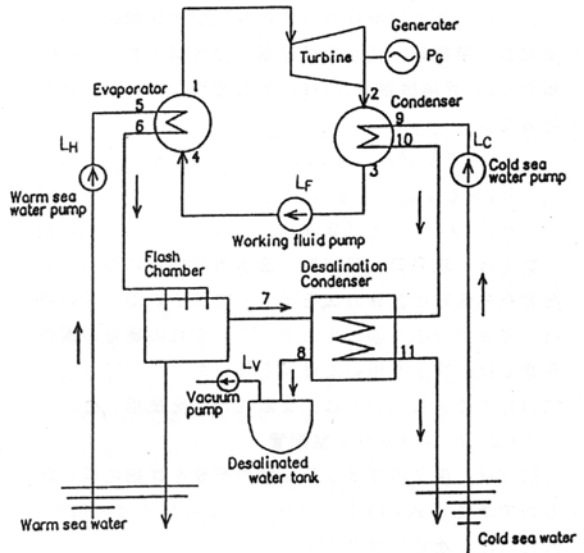 Generater
Turbine
PG
Evaporator
1
2
Condenser
5
9
6
10
LH
LC
4
3
Warm sea
water pump
LF
Cold sea
water pump
Working fluid pump
Flash
Chamber
Desalination
Condenser
7
8
11
LV
Vacuum
pump
Desalinated
water tank
Warm sea water
Cold sea water